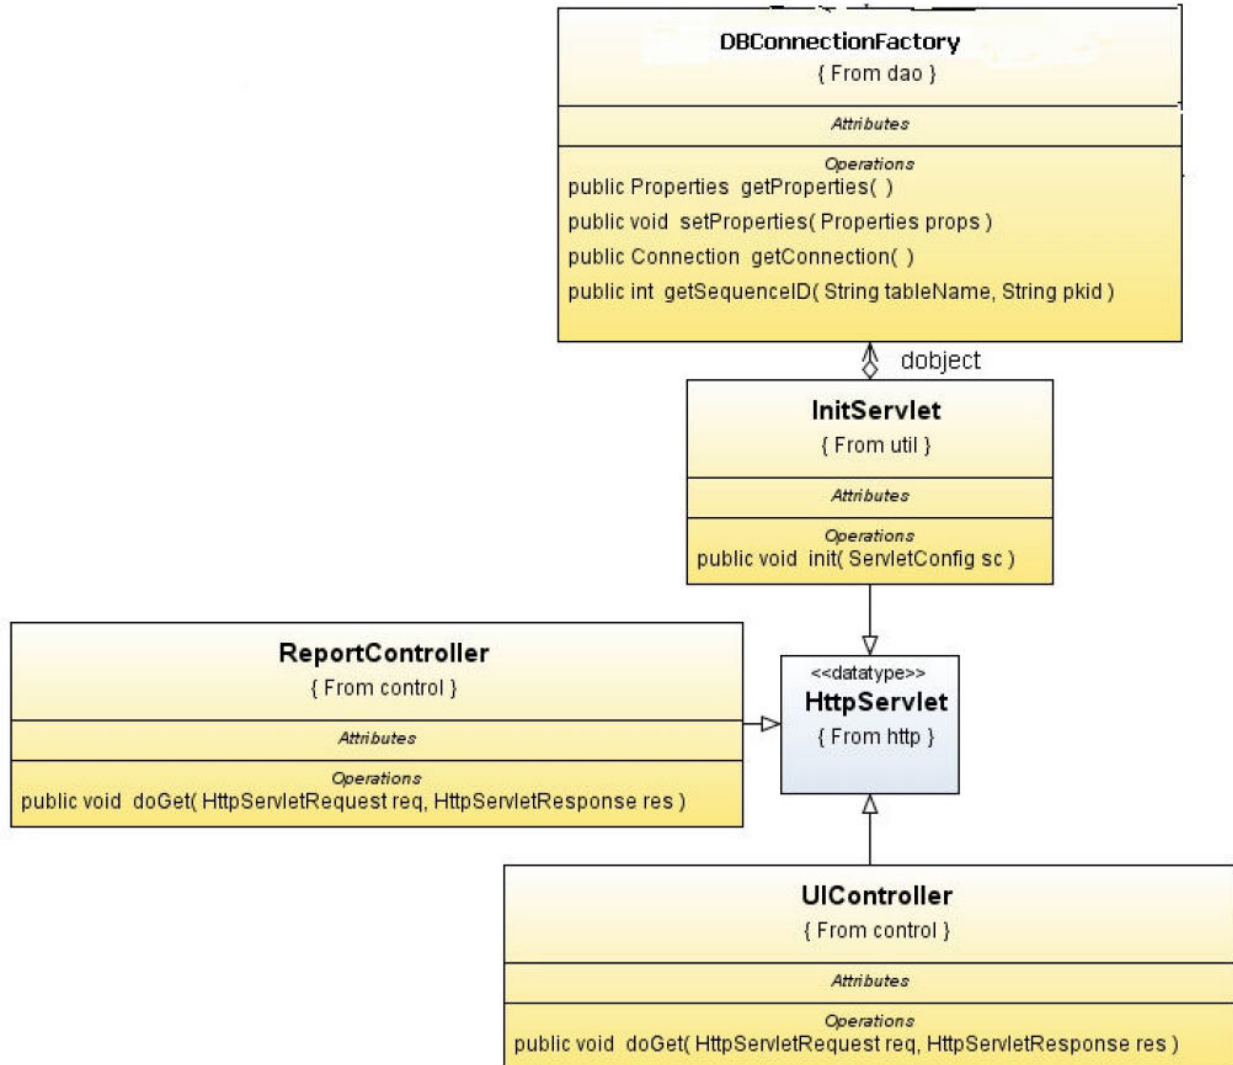 DBConnectionFactory
{ From dao }
Attributes
Operations
public Properties getProperties( )
public void setProperties( Properties props )
public Connection getConnection( )
public int getSequenceID( String tableName, String pkid )
dobject
InitServlet
{ From util }
Attributes
Operations
public void init( ServletConfig sc )
ReportController
{ From control }
Attributes
Operations
public void doGet( HttpServletRequest req, HttpServletResponse res )
<<datatype>>
HttpServlet
{ From http }
UIController
{ From control }
Attributes
Operations
public void doGet( HttpServletRequest req, HttpServletResponse res )